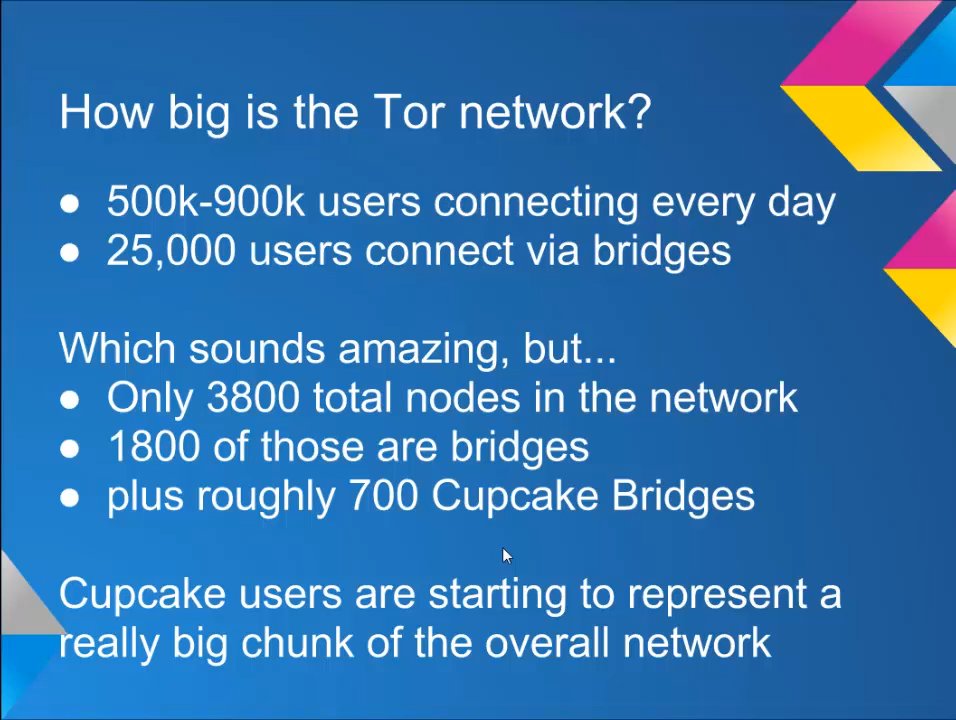 How big is the Tor network?
● 500k-900k users connecting every day
● 25,000 users connect via bridges
Which sounds amazing, but...
● Only 3800 total nodes in the network
● 1800 of those are bridges
● plus roughly 700 Cupcake Bridges
Cupcake users are starting to represent a
really big chunk of the overall network